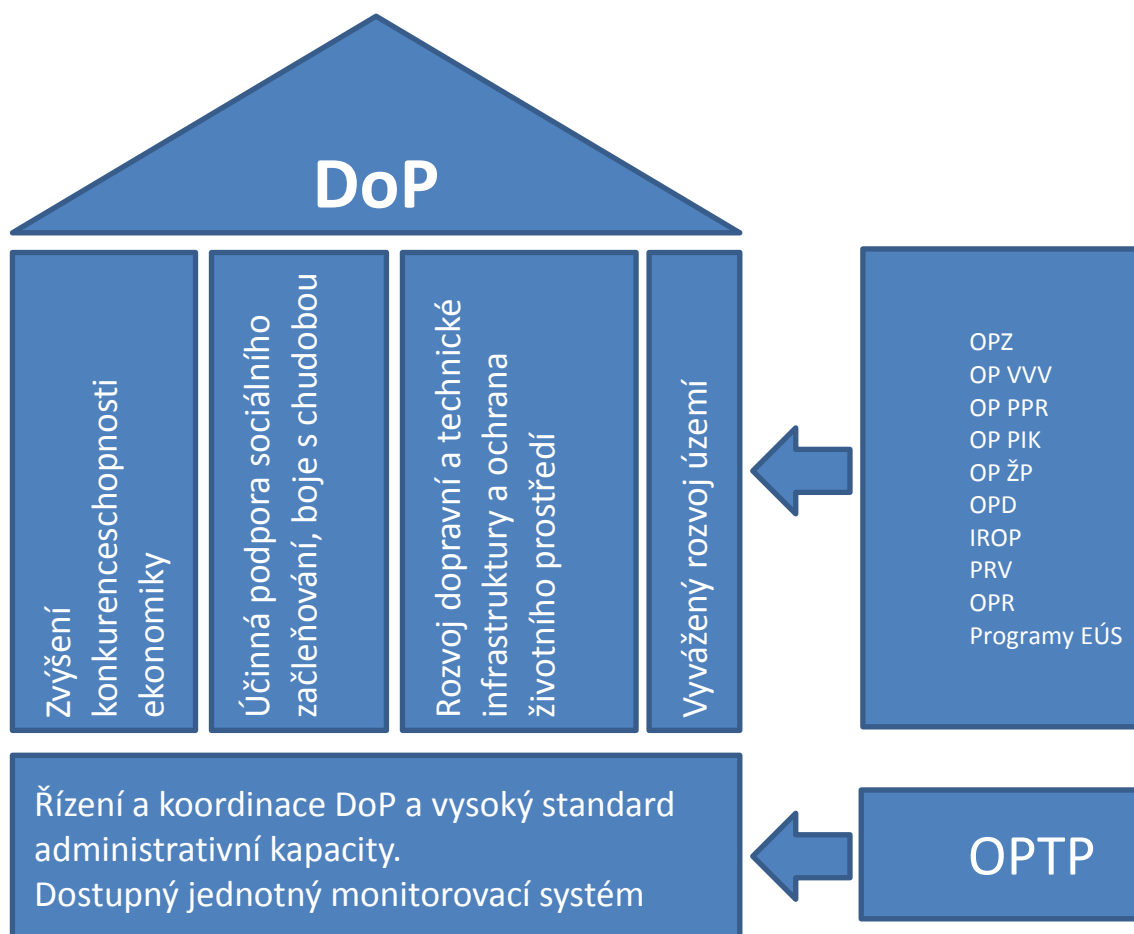 DoP
Zvýšení
konkurenceschopnosti
ekonomiky
Účinná podpora sociálního
začleňování, boje s chudobou
Rozvoj dopravní a technické
infrastruktury a ochrana
životního prostředí
Vyvážený rozvoj území
OPZ
OP VVV
OP PPR
OP PIK
OP ŽP
OPD
IROP
PRV
OPR
Programy EÚS
Řízení a koordinace DoP a vysoký standard
administrativní kapacity.
Dostupný jednotný monitorovací systém
OPTP